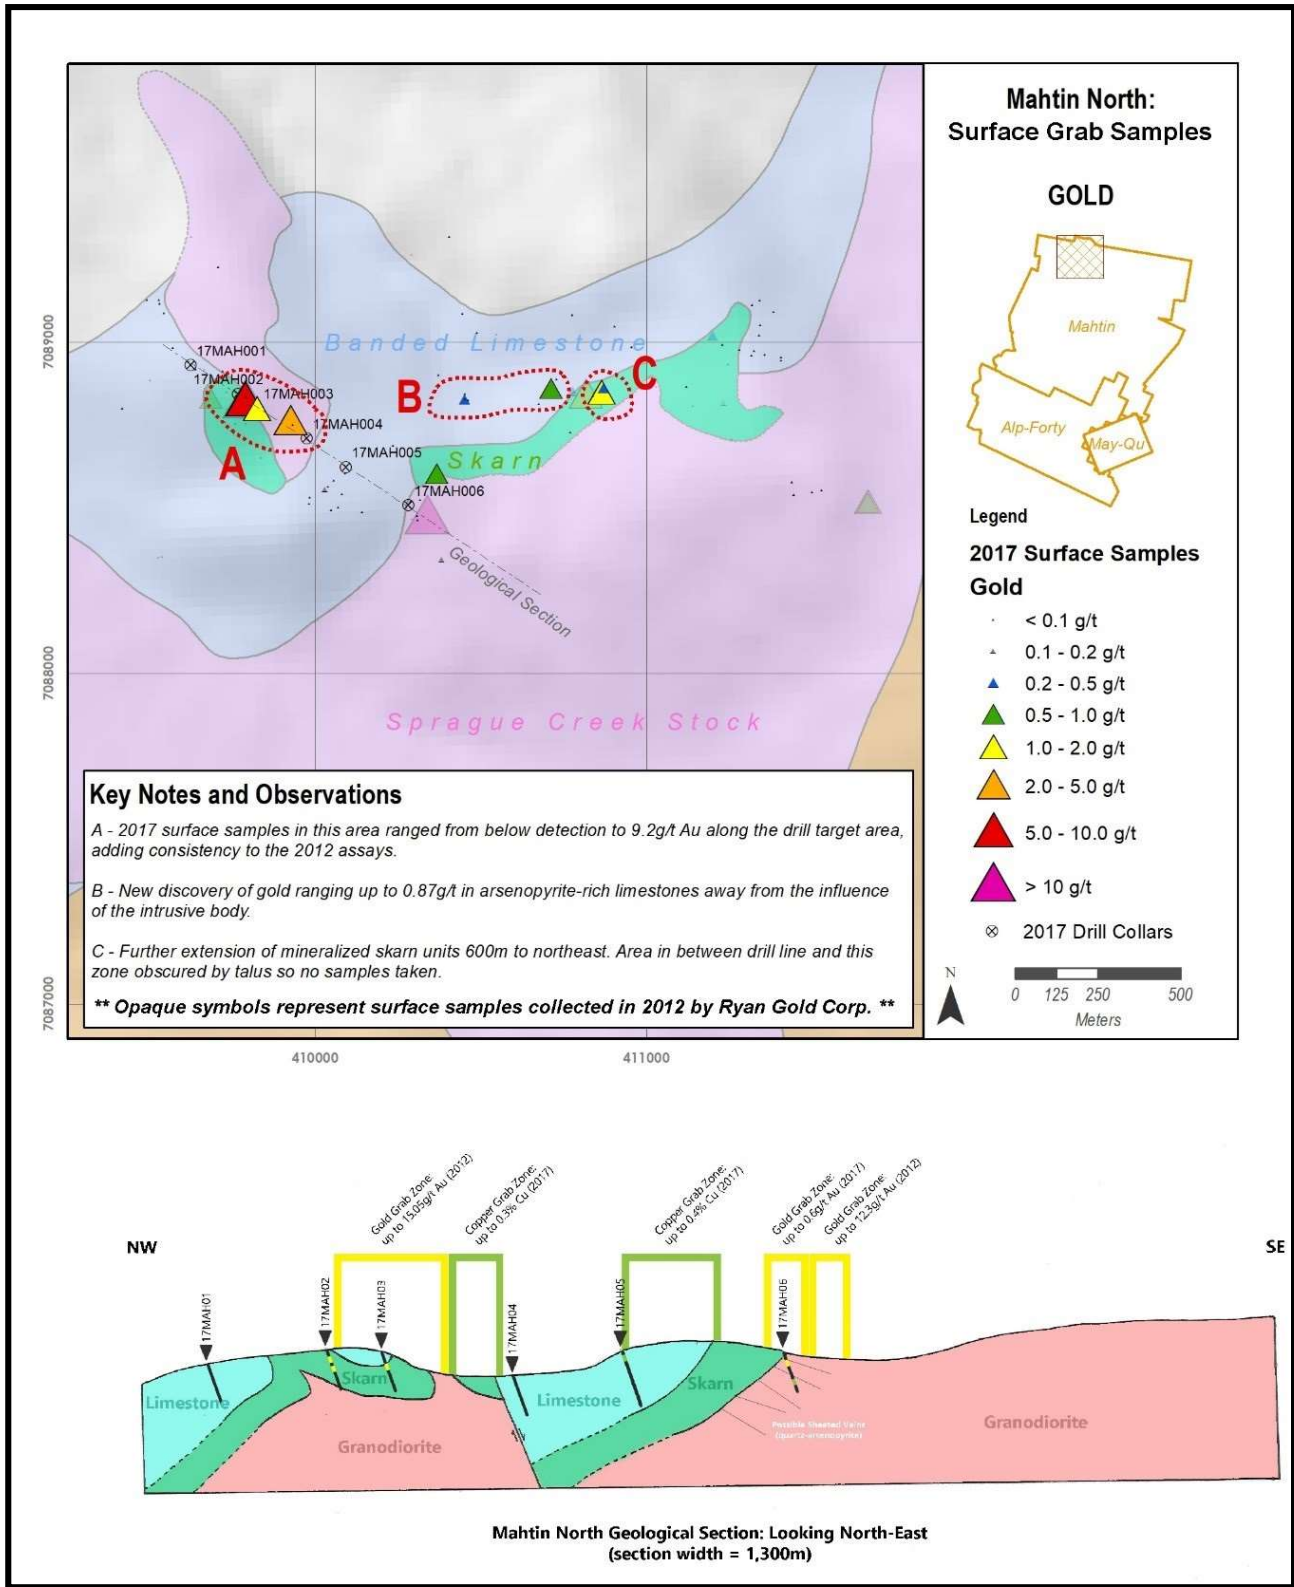 Mahtin North:
Surface Grab Samples
GOLD
Mahtin
Alp-Forty
May-Qu
Legend
2017 Surface Samples
Gold
< 0.1 g/t
0.1 - 0.2 g/t
0.2 - 0.5 g/t
0.5 - 1.0 g/t
1.0 - 2.0 g/t
2.0 - 5.0 g/t
5.0 - 10.0 g/t
> 10 g/t
2017 Drill Collars
N
0 125 250 500
Meters
7089000
7088000
7087000
410000
411000
Banded Limestone
17MAH001
17MAH002
17MAH003
17MAH004
17MAH005
17MAH006
A
B
C
Skarn
Geological Section
Sprague Creek Stock
Key Notes and Observations
A - 2017 surface samples in this area ranged from below detection to 9.2g/t Au along the drill target area,
adding consistency to the 2012 assays.
B - New discovery of gold ranging up to 0.87g/t in arsenopyrite-rich limestones away from the influence
of the intrusive body.
C - Further extension of mineralized skarn units 600m to northeast. Area in between drill line and this
zone obscured by talus so no samples taken.
** Opaque symbols represent surface samples collected in 2012 by Ryan Gold Corp. **
NW
SE
Gold Grab Zone:
up to 15.05g/t Au (2012)
Copper Grab Zone:
up to 0.3% Cu (2017)
Copper Grab Zone:
up to 0.4% Cu (2017)
Gold Grab Zone:
up to 0.6g/t Au (2017)
Gold Grab Zone:
up to 12.3g/t Au (2012)
17MAH01
17MAH02
17MAH03
17MAH04
17MAH05
17MAH06
Limestone
Skarn
Granodiorite
Limestone
Skarn
Possible Sheeted Veins
(quartz-arsenopyrite)
Granodiorite
Mahtin North Geological Section: Looking North-East
(section width = 1,300m)